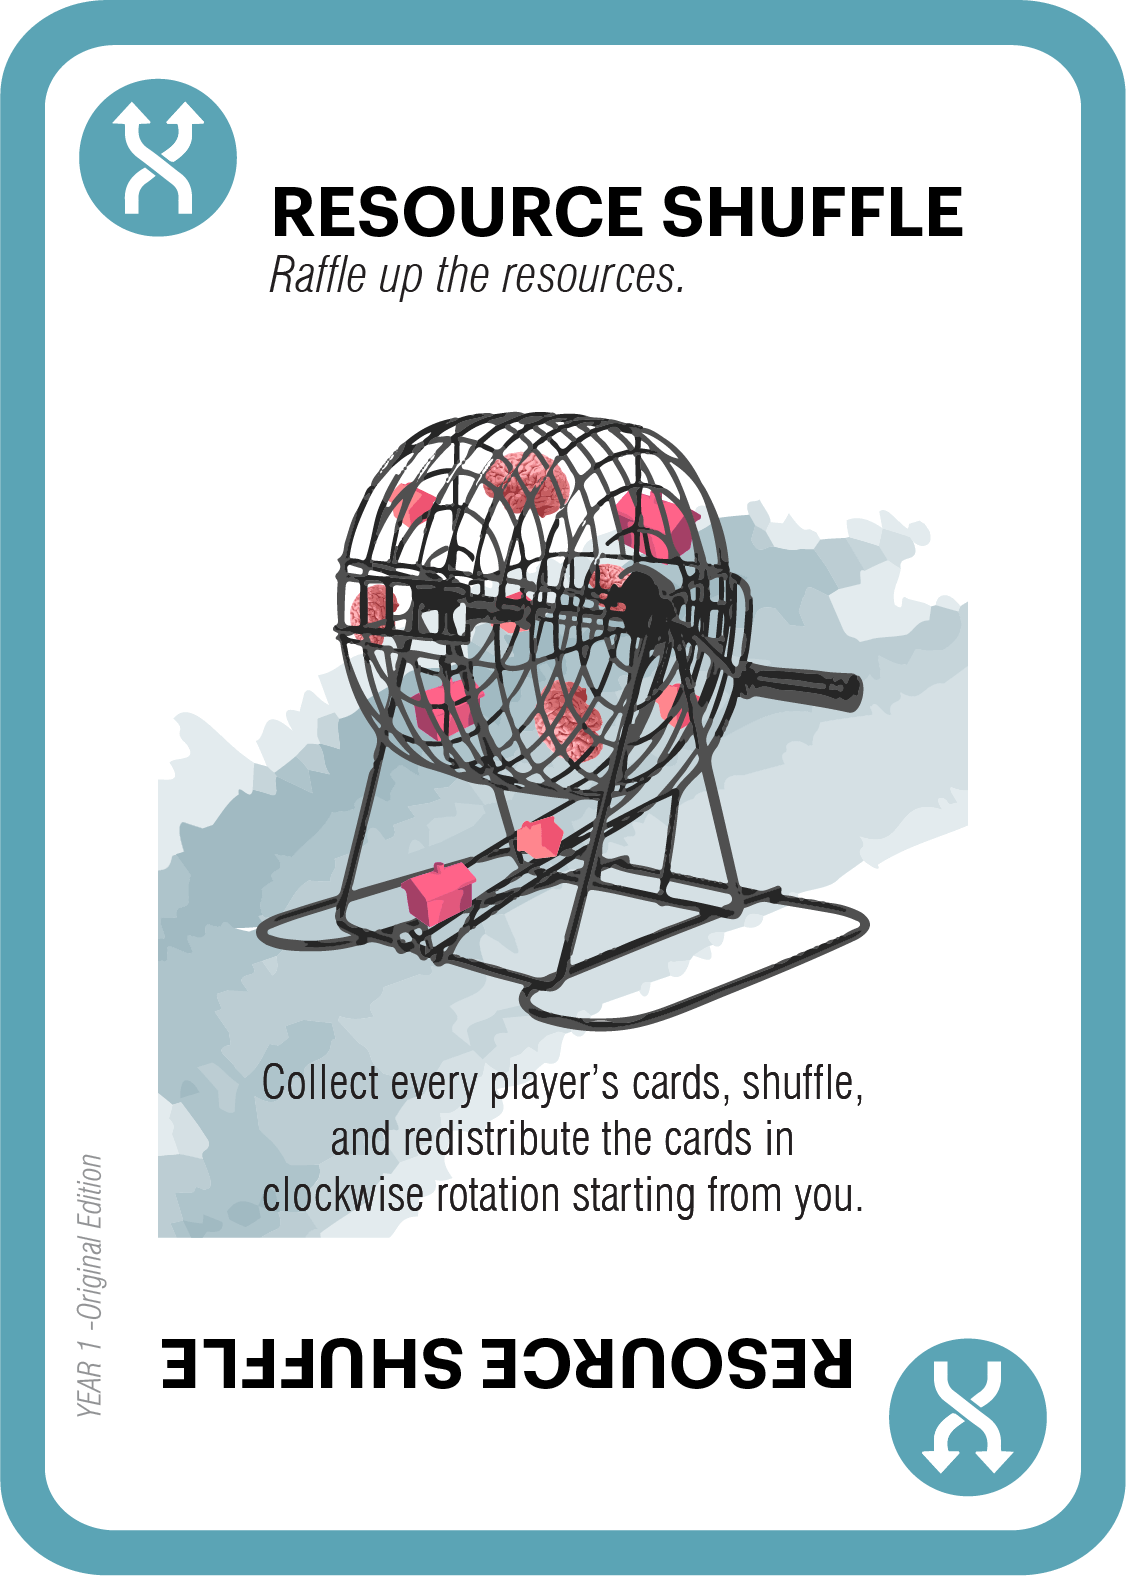 RESOURCE SHUFFLE
Raffle up the resources.
Collect every player’s cards, shuffle,
and redistribute the cards in
clockwise rotation starting from you.
YEAR 1 -Original Edition
RESOURCE SHUFFLE